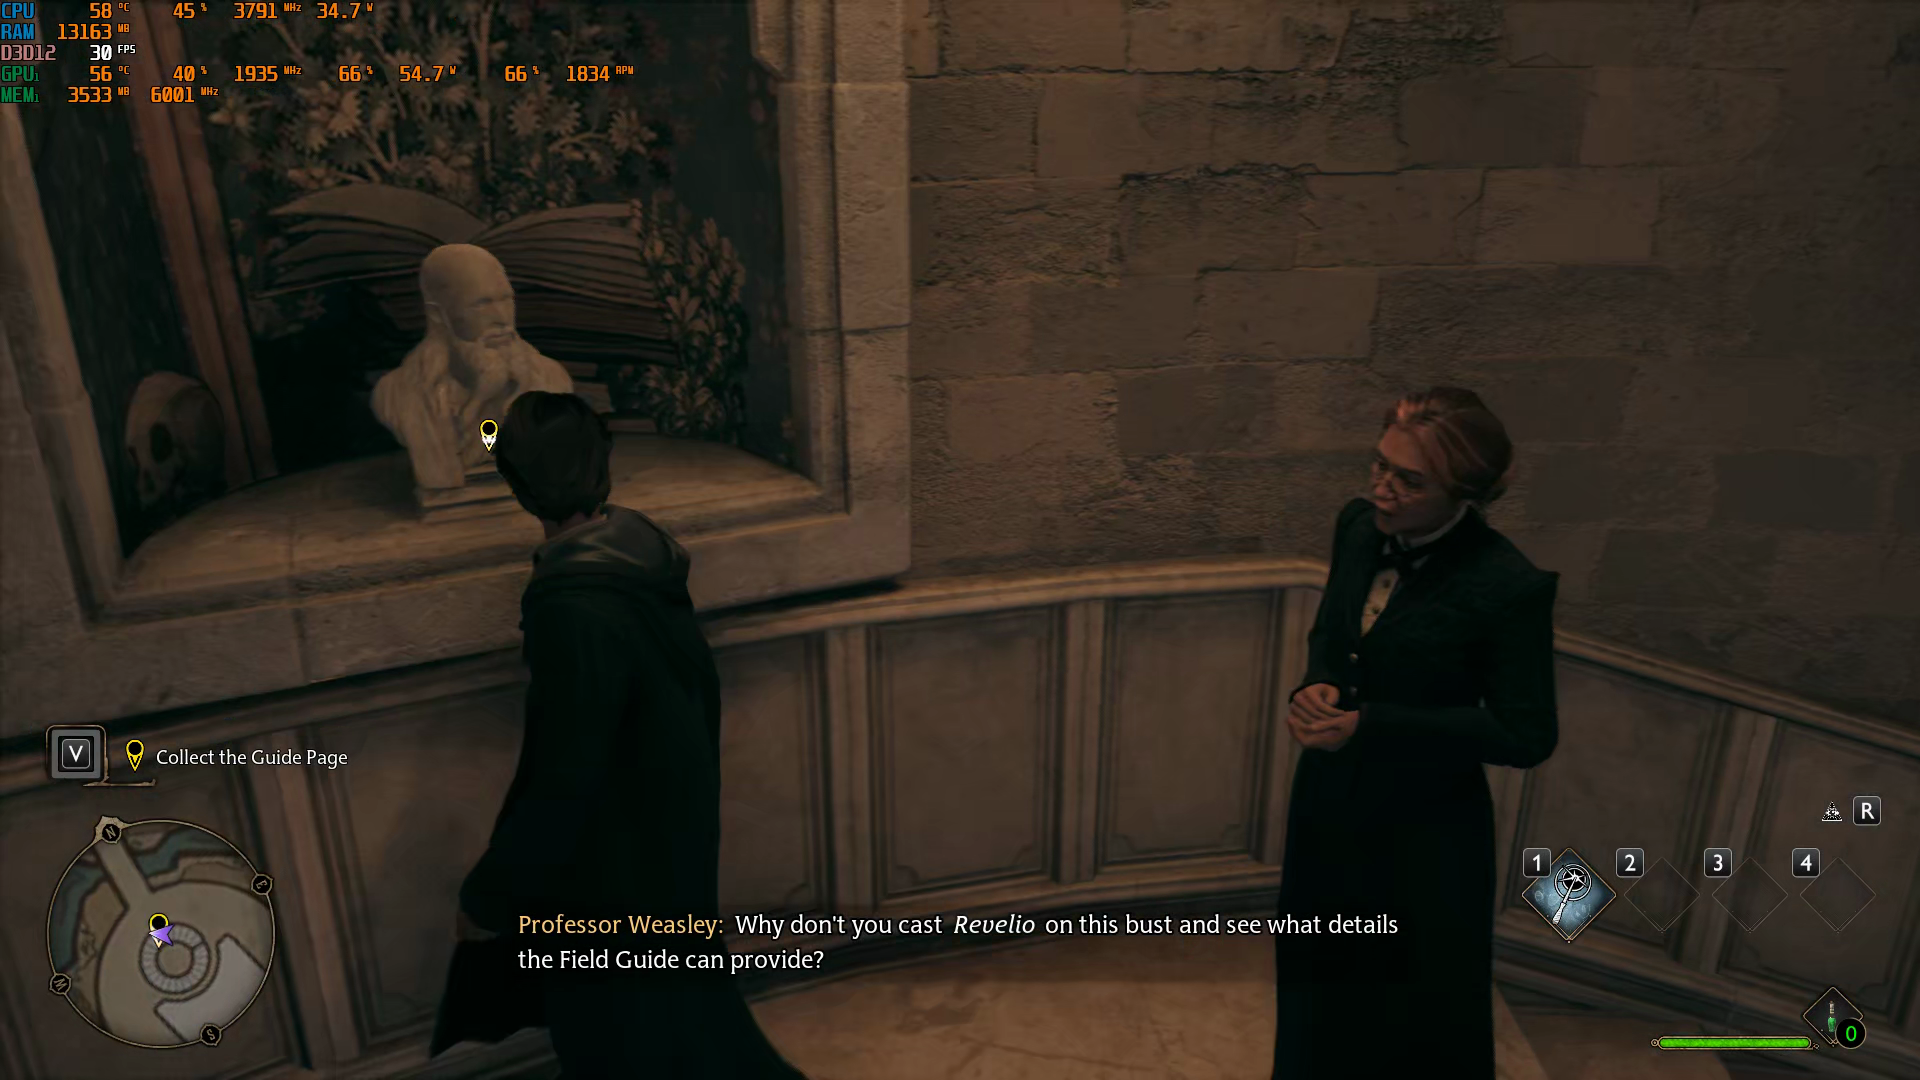 CPU 58 °C 45 % 3791 MHz 34.7 W
RAM 13163 MB
D3D12 30 FPS
GPU1 56 °C 40 % 1935 MHz 66 % 54.7 W 66 % 1834 RPM
MEM1 3533 MB 6001 MHz
V Collect the Guide Page
N
E
W
S
R
1 2 3 4
Professor Weasley: Why don't you cast Revelio on this bust and see what details
the Field Guide can provide?
0